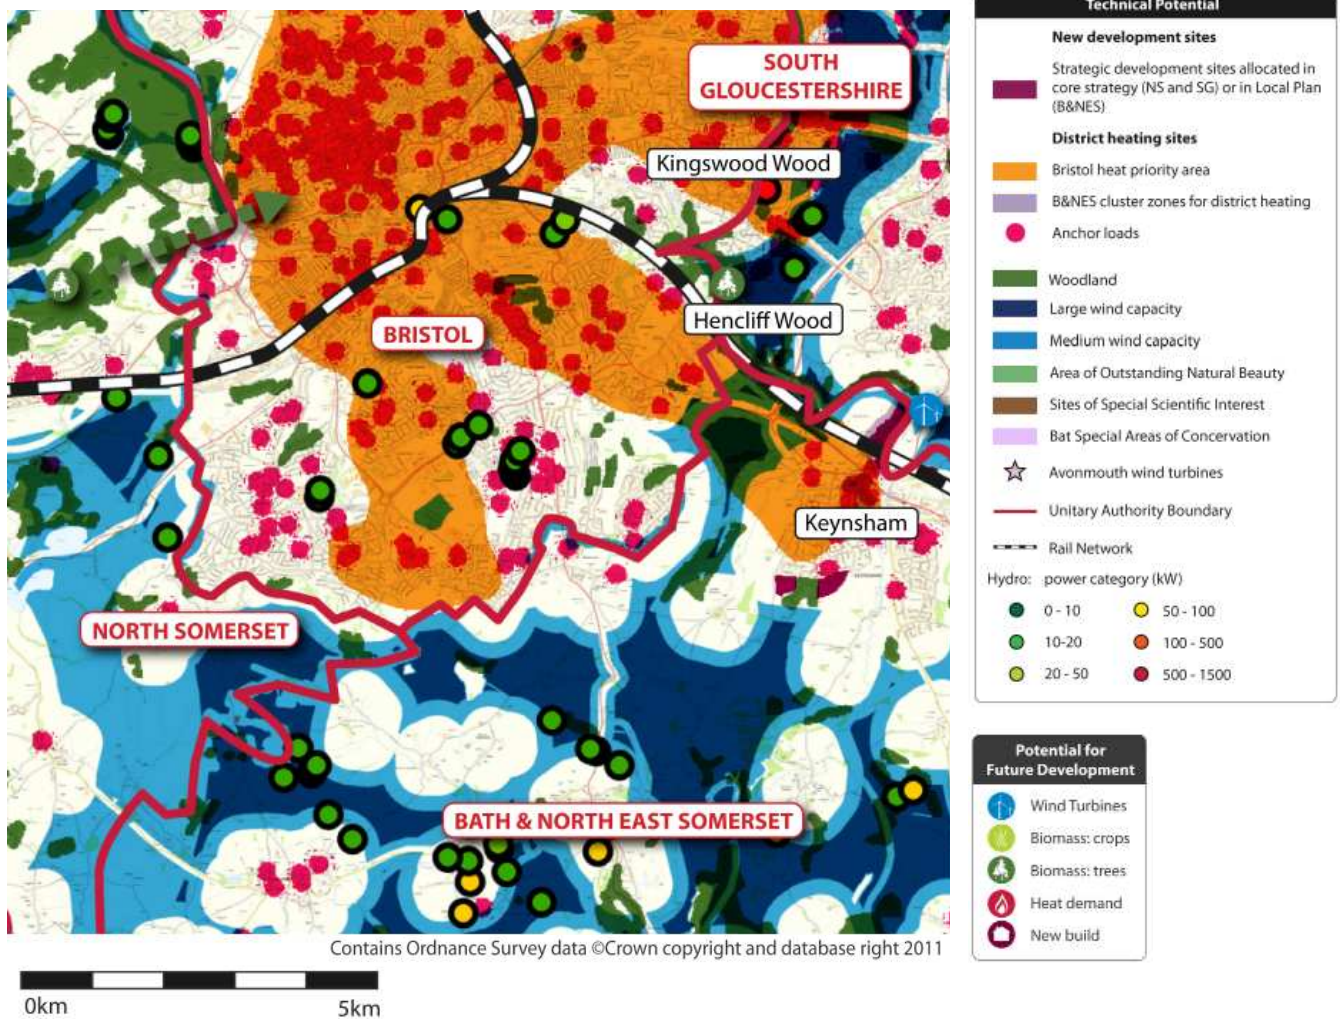 SOUTH
GLOUCESTERSHIRE
Kingswood Wood
Hencliff Wood
BRISTOL
Keynsham
NORTH SOMERSET
BATH & NORTH EAST SOMERSET
Contains Ordnance Survey data ©Crown copyright and database right 2011
0km
5km
Technical Potential
New development sites
Strategic development sites allocated in
core strategy (NS and SG) or in Local Plan
(B&NES)
District heating sites
Bristol heat priority area
B&NES cluster zones for district heating
Anchor loads
Woodland
Large wind capacity
Medium wind capacity
Area of Outstanding Natural Beauty
Sites of Special Scientific Interest
Bat Special Areas of Concervation
Avonmouth wind turbines
Unitary Authority Boundary
Rail Network
Hydro: power category (kW)
0 - 10
50 - 100
10-20
100 - 500
20 - 50
500 - 1500
Potential for
Future Development
Wind Turbines
Biomass: crops
Biomass: trees
Heat demand
New build